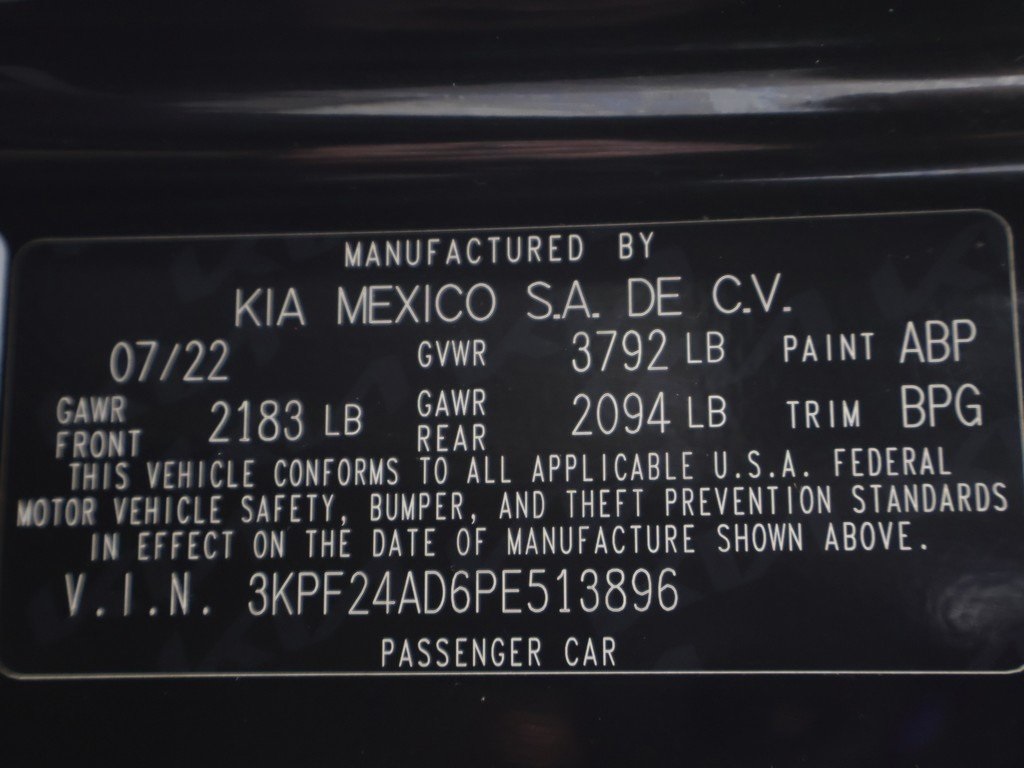 MANUFACTURED BY
KIA MEXICO S.A. DE C.V.
07/22 GVWR 3792 LB PAINT ABP
GAWR FRONT 2183 LB GAWR REAR 2094 LB TRIM BPG
THIS VEHICLE CONFORMS TO ALL APPLICABLE U.S.A. FEDERAL
MOTOR VEHICLE SAFETY, BUMPER, AND THEFT PREVENTION STANDARDS
IN EFFECT ON THE DATE OF MANUFACTURE SHOWN ABOVE.
V.I.N. 3KPF24AD6PE513896
PASSENGER CAR